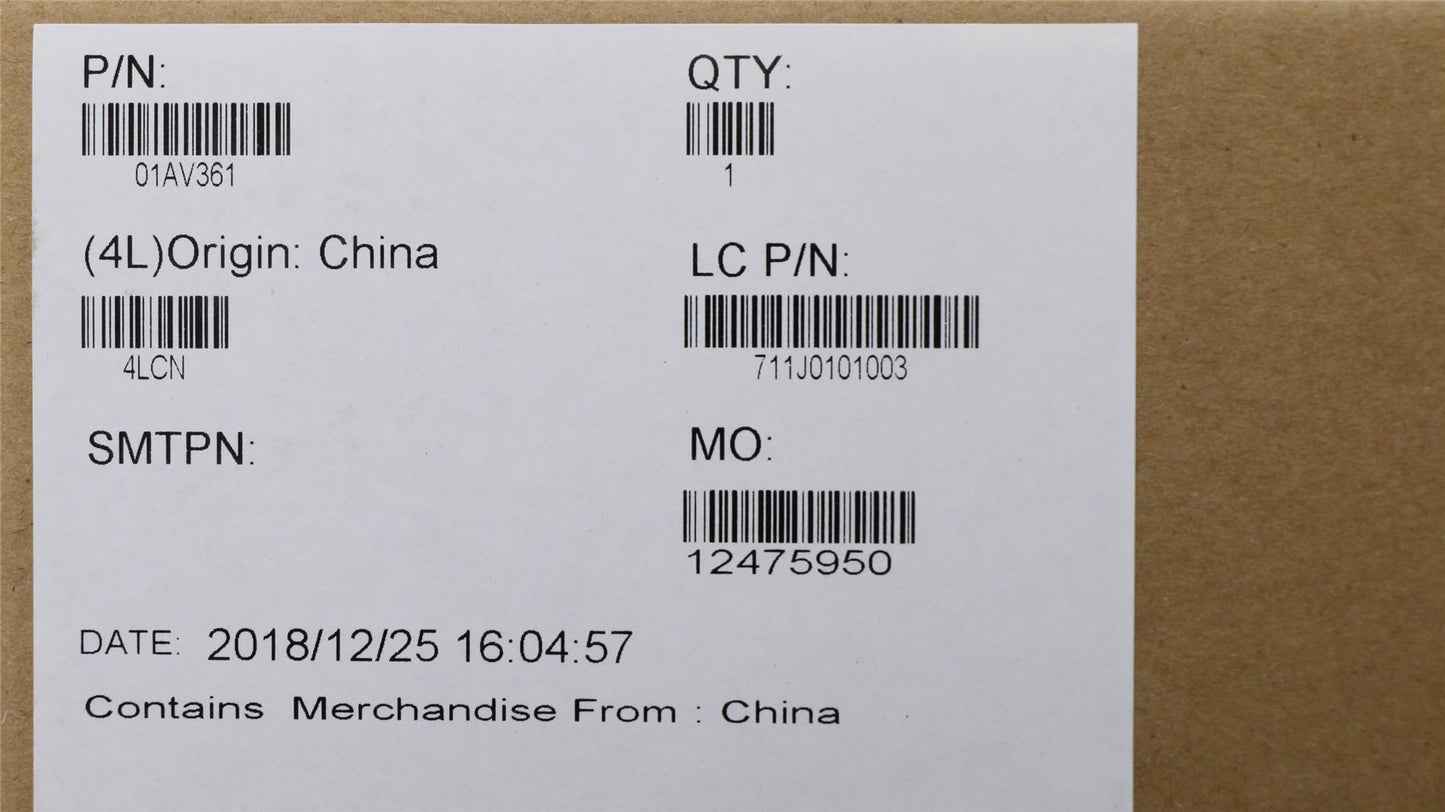 P/N:
01AV361
QTY:
1
(4L)Origin: China
4LCN
LC P/N:
711J0101003
SMTPN:
MO:
12475950
DATE: 2018/12/25 16:04:57
Contains Merchandise From : China